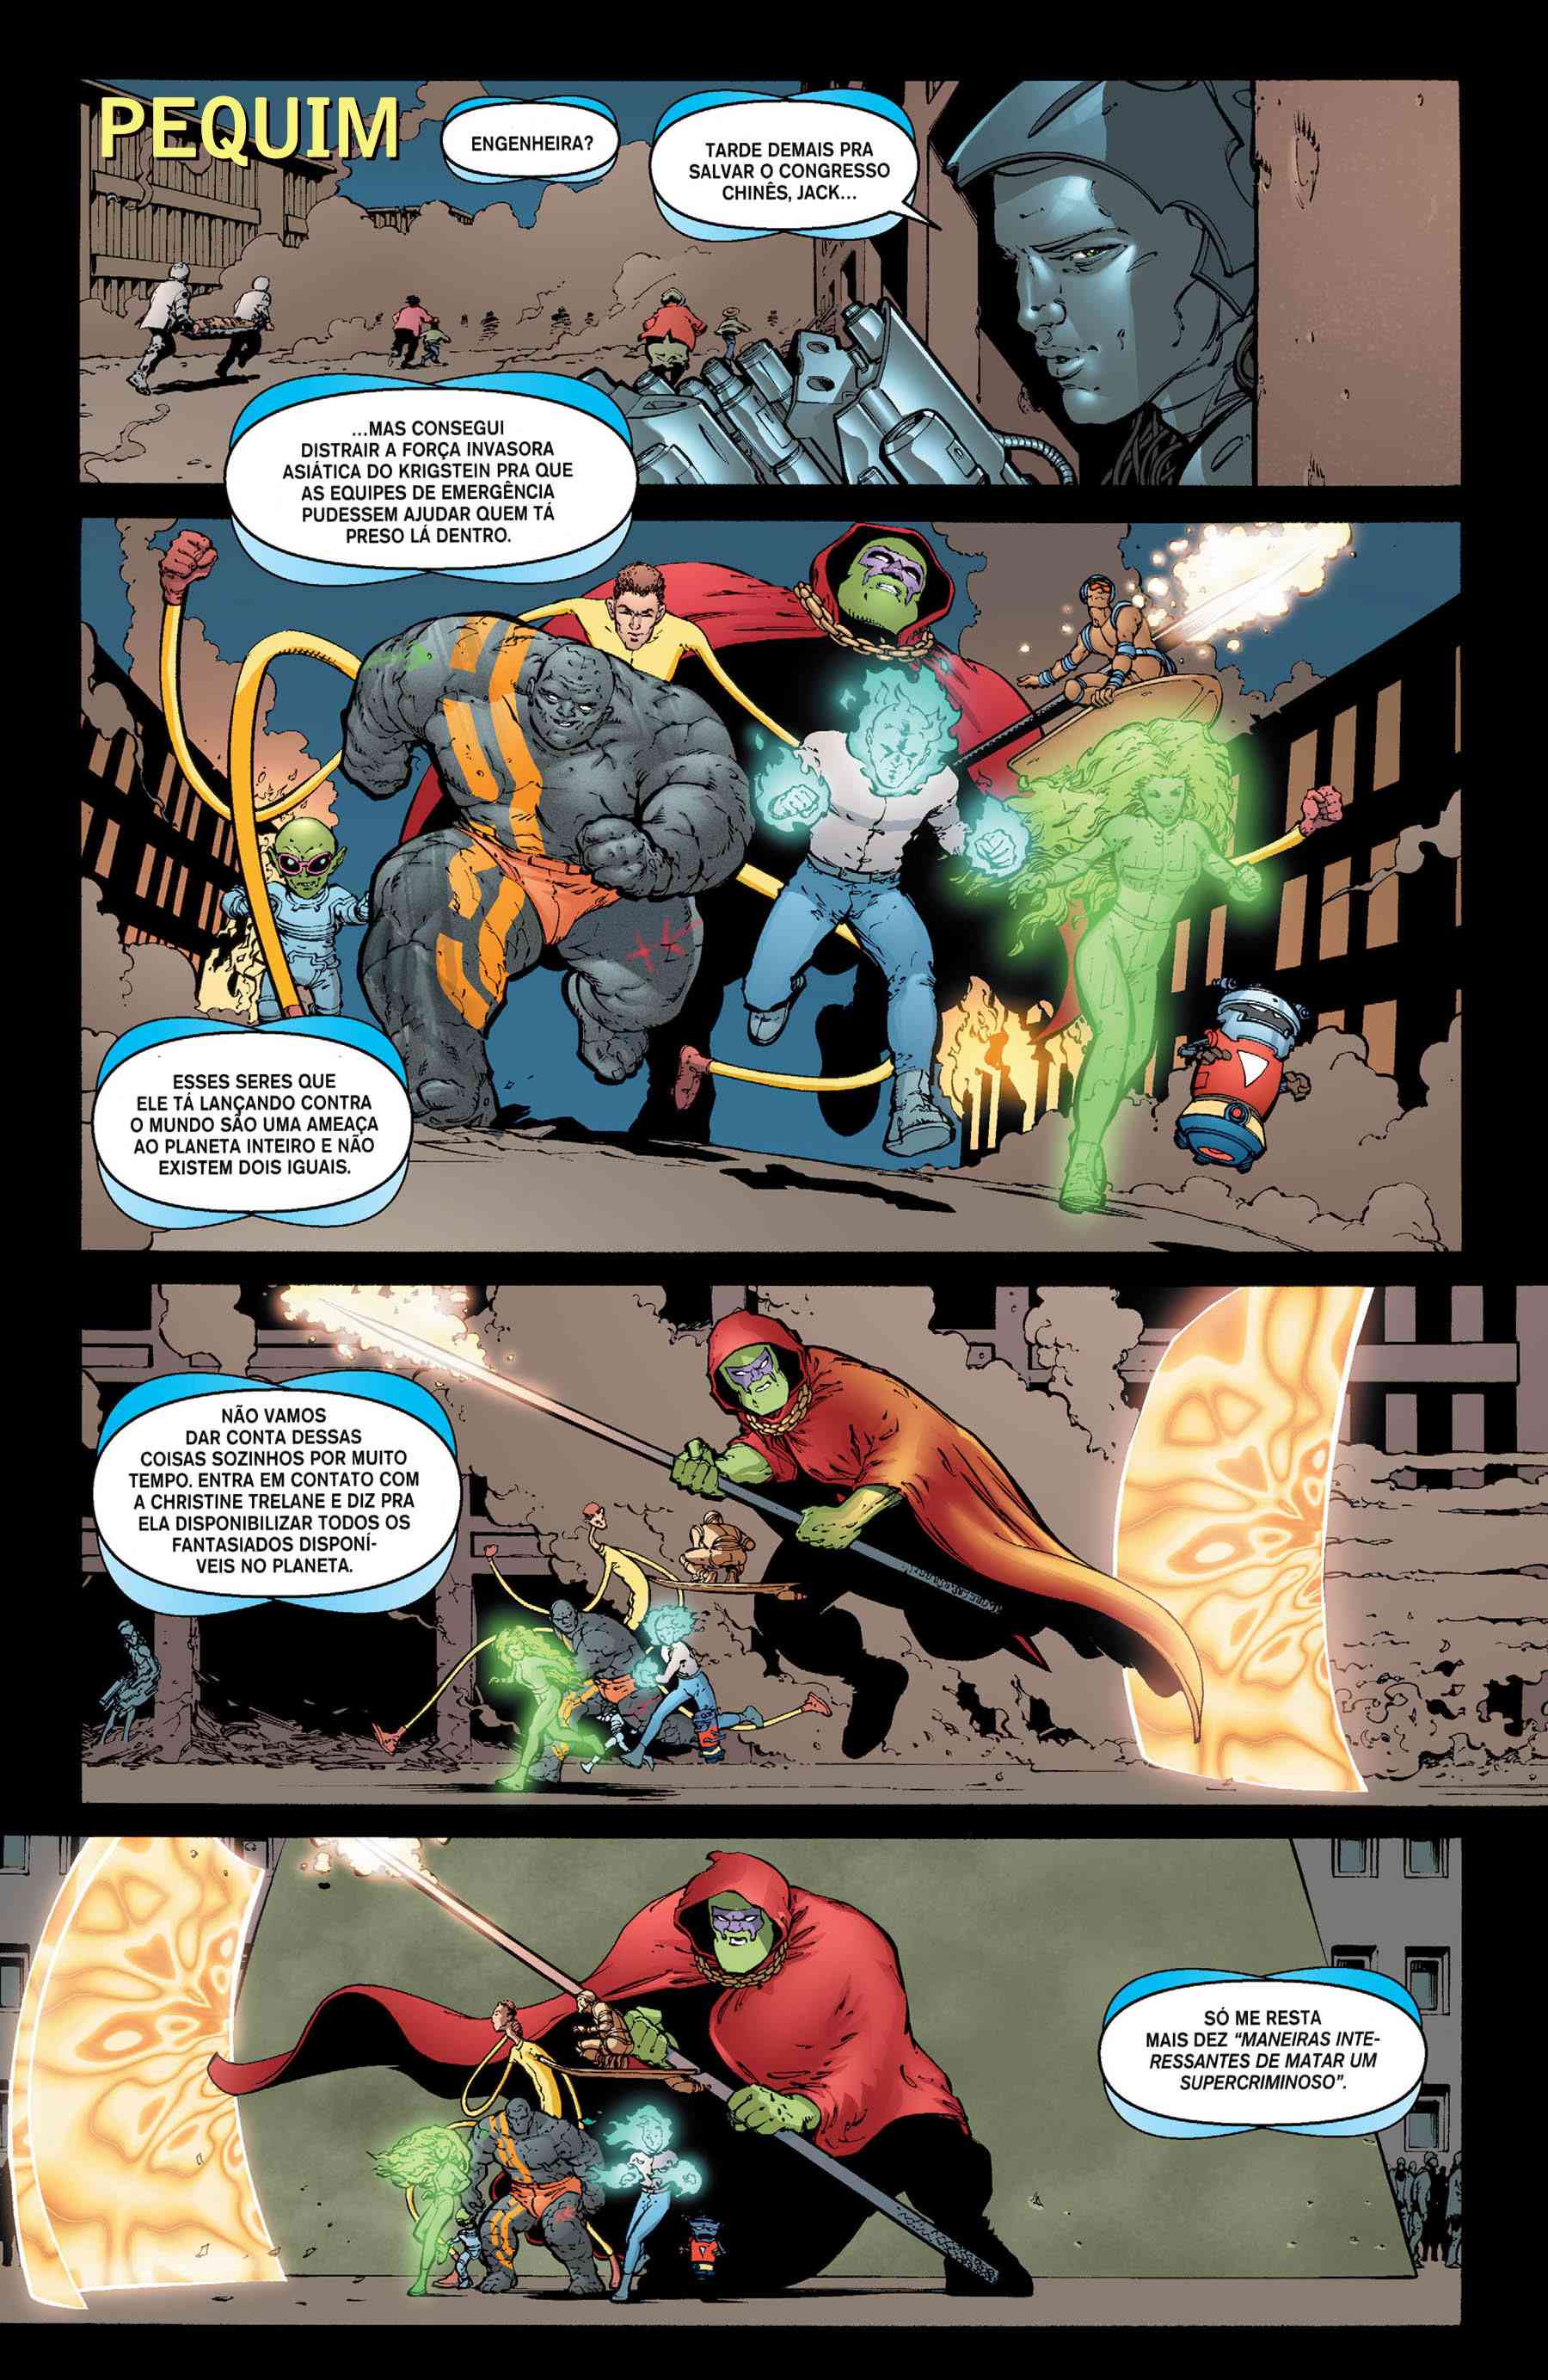 PEQUIM
ENGENHEIRA?
TARDE DEMAIS PRA
SALVAR O CONGRESSO
CHINÊS, JACK...
...MAS CONSEGUI
DISTRAIR A FORÇA INVASORA
ASIÁTICA DO KRIGSTEIN PRA QUE
AS EQUIPES DE EMERGÊNCIA
PUDESSEM AJUDAR QUEM TÁ
PRESO LÁ DENTRO.
ESSES SERES QUE
ELE TÁ LANÇANDO CONTRA
O MUNDO SÃO UMA AMEAÇA
AO PLANETA INTEIRO E NÃO
EXISTEM DOIS IGUAIS.
NÃO VAMOS
DAR CONTA DESSAS
COISAS SOZINHOS POR MUITO
TEMPO. ENTRA EM CONTATO COM
A CHRISTINE TRELANE E DIZ PRA
ELA DISPONIBILIZAR TODOS OS
FANTASIADOS DISPONÍ-
VEIS NO PLANETA.
SÓ ME RESTA
MAIS DEZ "MANEIRAS INTE-
RESSANTES DE MATAR UM
SUPERCRIMINOSO".